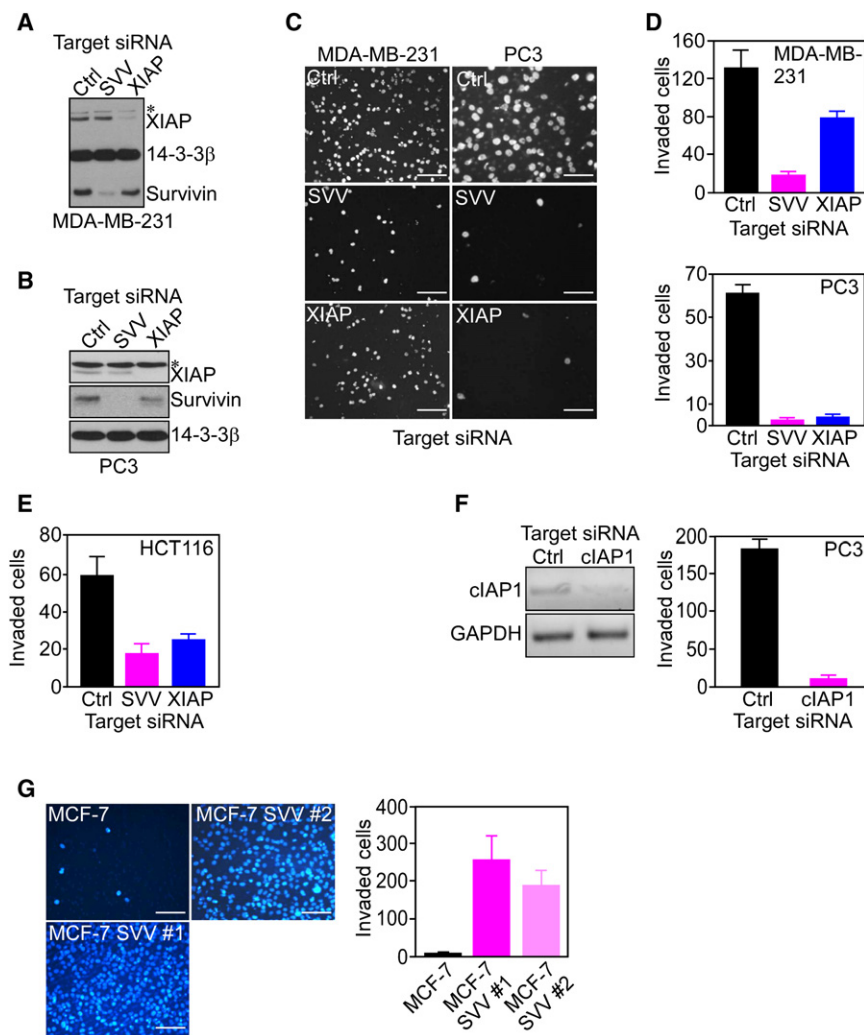 A
Target siRNA
Ctrl SVV XIAP
*
XIAP
14-3-3β
Survivin
MDA-MB-231
B
Target siRNA
Ctrl SVV XIAP
*
XIAP
Survivin
14-3-3β
PC3
C
MDA-MB-231 PC3
Ctrl Ctrl
SVV SVV
XIAP XIAP
Target siRNA
D
Invaded cells
160
120
80
40
0
MDA-MB-
231
Ctrl SVV XIAP
Target siRNA
Invaded cells
70
50
30
10
0
PC3
Ctrl SVV XIAP
Target siRNA
E
Invaded cells
80
60
40
20
0
HCT116
Ctrl SVV XIAP
Target siRNA
F
Target siRNA
Ctrl cIAP1
cIAP1
GAPDH
Invaded cells
200
150
100
50
0
PC3
Ctrl cIAP1
Target siRNA
G
MCF-7 MCF-7 SVV #2
MCF-7 SVV #1
Invaded cells
400
300
200
100
0
MCF-7
MCF-7
SVV #1
MCF-7
SVV #2